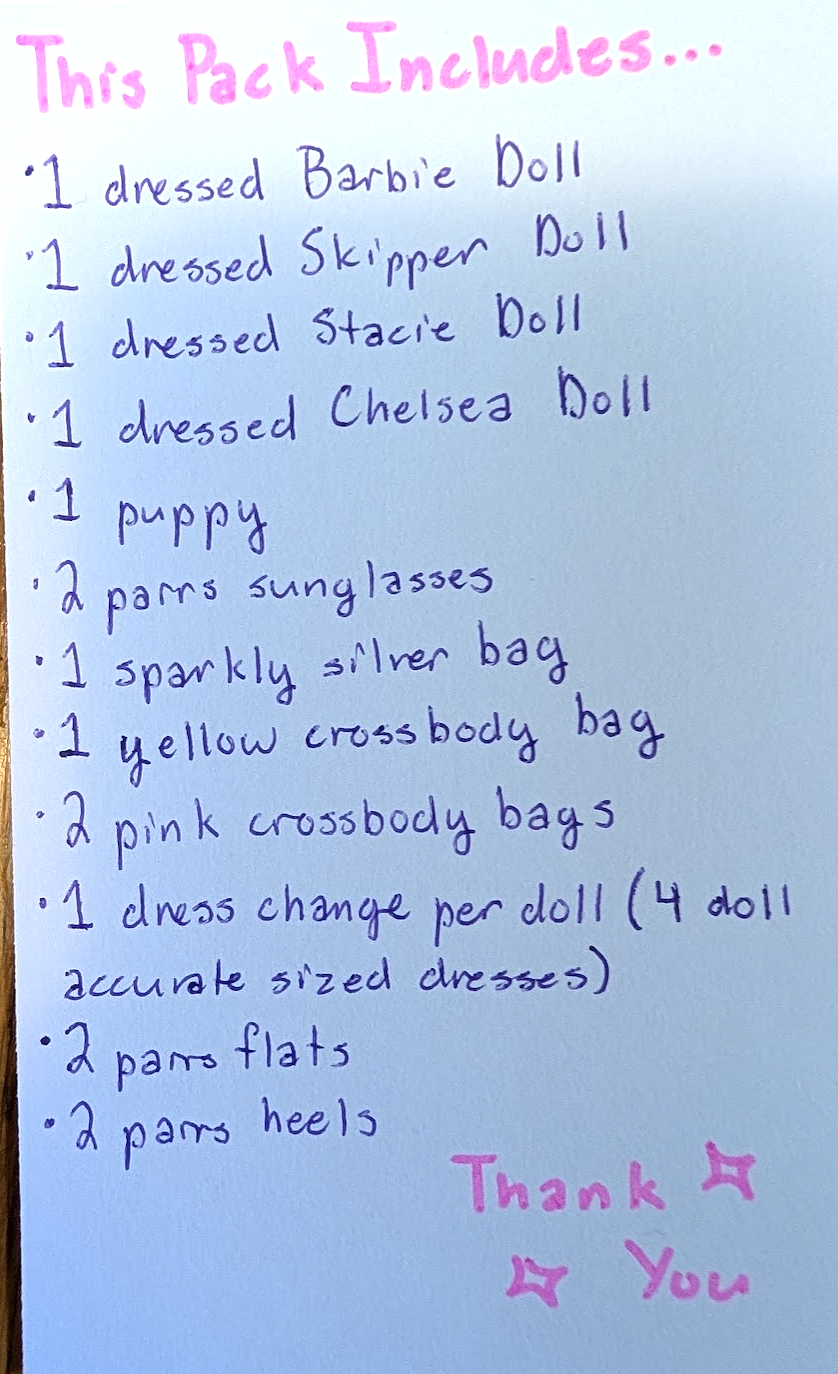 This Pack Includes...
·1 dressed Barbie Doll
·1 dressed Skipper Doll
·1 dressed Stacie Doll
·1 dressed Chelsea Doll
·1 puppy
·2 pairs sunglasses
·1 sparkly silver bag
·1 yellow crossbody bag
·2 pink crossbody bags
·1 dress change per doll (4 doll
accurate sized dresses)
·2 pairs flats
·2 pairs heels
Thank
You